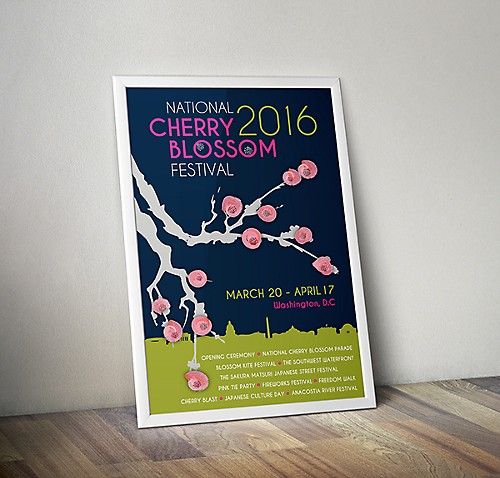 NATIONAL
CHERRY 2016
BLOSSOM
FESTIVAL
MARCH 20 - APRIL 17
Washington, D.C
OPENING CEREMONY • NATIONAL CHERRY BLOSSOM PARADE
BLOSSOM KITE FESTIVAL • THE SOUTHWEST WATERFRONT
THE SAKURA MATSURI JAPANESE STREET FESTIVAL
PINK TIE PARTY • FIREWORKS FESTIVAL • FREEDOM WALK
CHERRY BLAST • JAPANESE CULTURE DAY • ANACOSTIA RIVER FESTIVAL